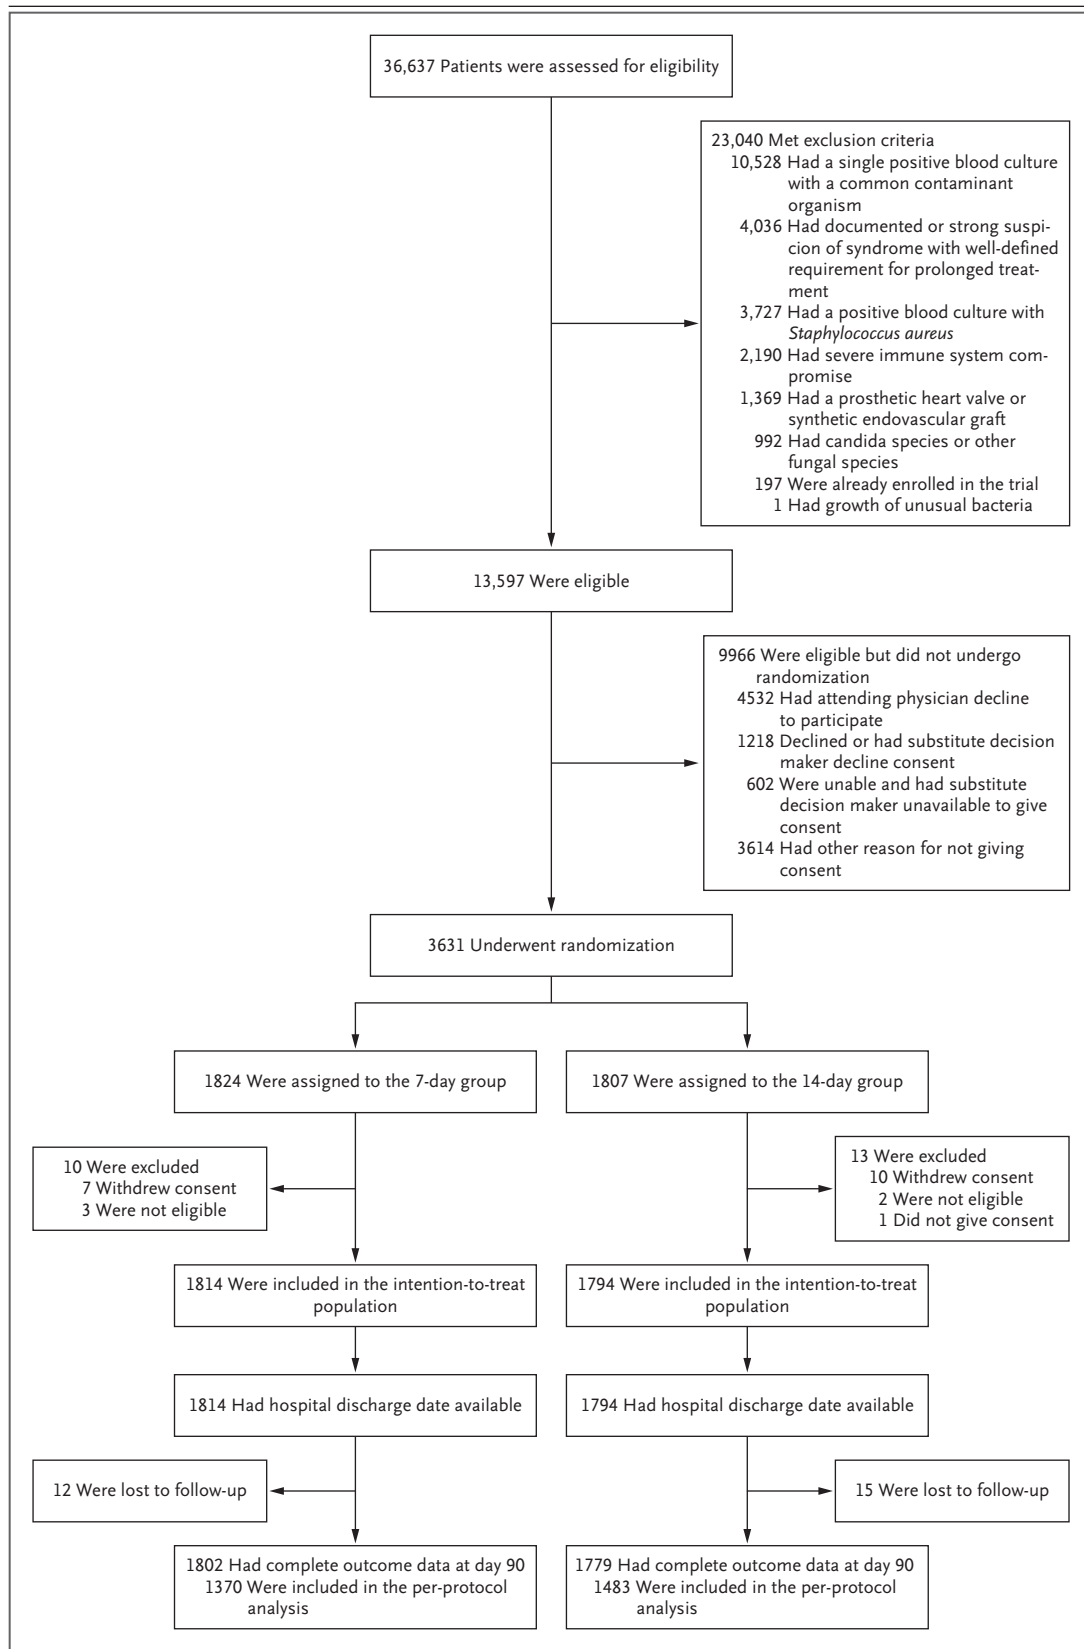 36,637 Patients were assessed for eligibility
23,040 Met exclusion criteria
10,528 Had a single positive blood culture
with a common contaminant
organism
4,036 Had documented or strong suspi-
cion of syndrome with well-defined
requirement for prolonged treat-
ment
3,727 Had a positive blood culture with
Staphylococcus aureus
2,190 Had severe immune system com-
promise
1,369 Had a prosthetic heart valve or
synthetic endovascular graft
992 Had candida species or other
fungal species
197 Were already enrolled in the trial
1 Had growth of unusual bacteria
13,597 Were eligible
9966 Were eligible but did not undergo
randomization
4532 Had attending physician decline
to participate
1218 Declined or had substitute decision
maker decline consent
602 Were unable and had substitute
decision maker unavailable to give
consent
3614 Had other reason for not giving
consent
3631 Underwent randomization
1824 Were assigned to the 7-day group
1807 Were assigned to the 14-day group
10 Were excluded
7 Withdrew consent
3 Were not eligible
13 Were excluded
10 Withdrew consent
2 Were not eligible
1 Did not give consent
1814 Were included in the intention-to-treat
population
1794 Were included in the intention-to-treat
population
1814 Had hospital discharge date available
1794 Had hospital discharge date available
12 Were lost to follow-up
15 Were lost to follow-up
1802 Had complete outcome data at day 90
1370 Were included in the per-protocol
analysis
1779 Had complete outcome data at day 90
1483 Were included in the per-protocol
analysis